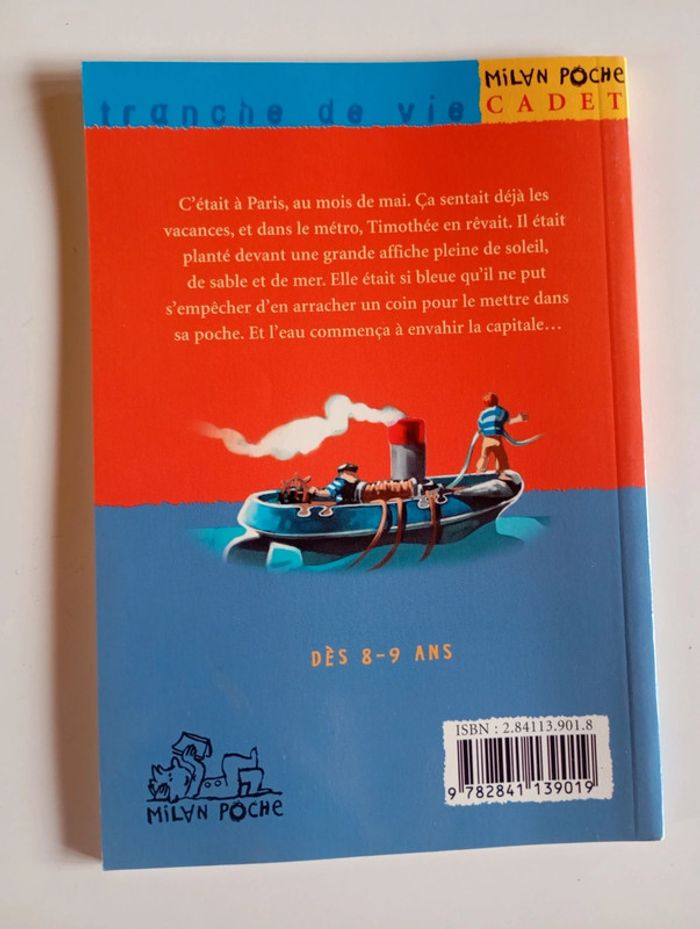 MILAN POCHE
tranche de vie
CADET
C'était à Paris, au mois de mai. Ça sentait déjà les
vacances, et dans le métro, Timothée en rêvait. Il était
planté devant une grande affiche pleine de soleil,
de sable et de mer. Elle était si bleue qu'il ne put
s'empêcher d'en arracher un coin pour le mettre dans
sa poche. Et l'eau commença à envahir la capitale…
DÈS 8-9 ANS
ISBN : 2.84113.901.8
9 782841 139019
MILAN POCHE